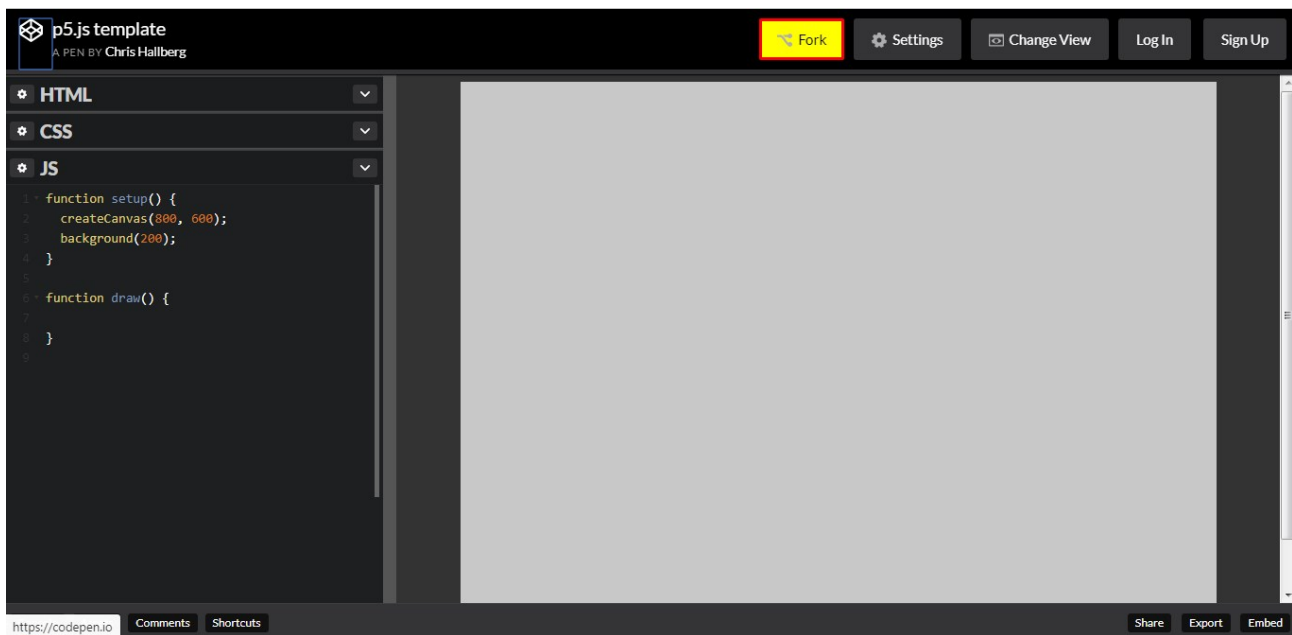 p5.js template
A PEN BY Chris Hallberg
Fork
Settings
Change View
Log In
Sign Up
HTML
CSS
JS
1 function setup() {
2 createCanvas(800, 600);
3 background(200);
4 }
5
6 function draw() {
7
8 }
9
https://codepen.io
Comments
Shortcuts
Share
Export
Embed